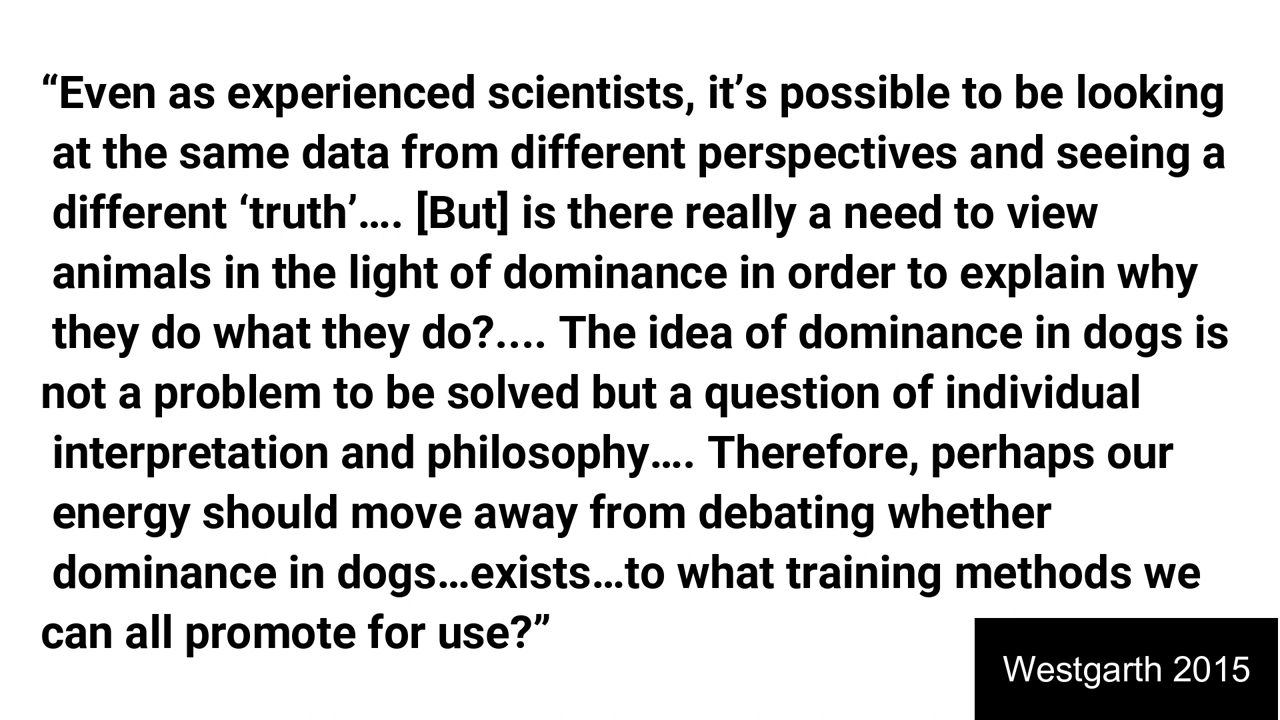 “Even as experienced scientists, it’s possible to be looking
at the same data from different perspectives and seeing a
different ‘truth’…. [But] is there really a need to view
animals in the light of dominance in order to explain why
they do what they do?.... The idea of dominance in dogs is
not a problem to be solved but a question of individual
interpretation and philosophy…. Therefore, perhaps our
energy should move away from debating whether
dominance in dogs…exists…to what training methods we
can all promote for use?”
Westgarth 2015